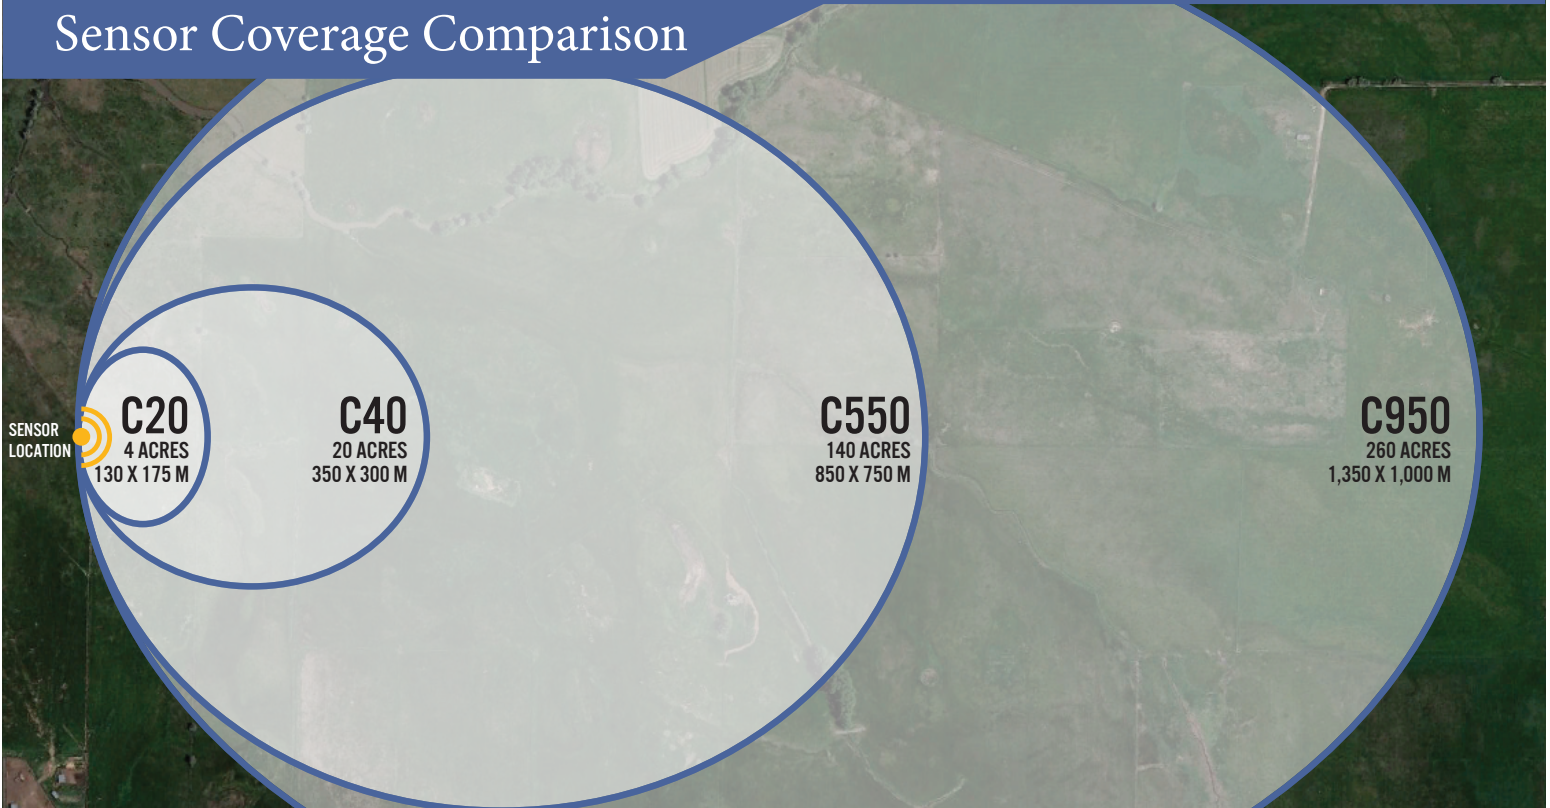 Sensor Coverage Comparison
SENSOR
LOCATION
C20
4 ACRES
130 X 175 M
C40
20 ACRES
350 X 300 M
C550
140 ACRES
850 X 750 M
C950
260 ACRES
1,350 X 1,000 M